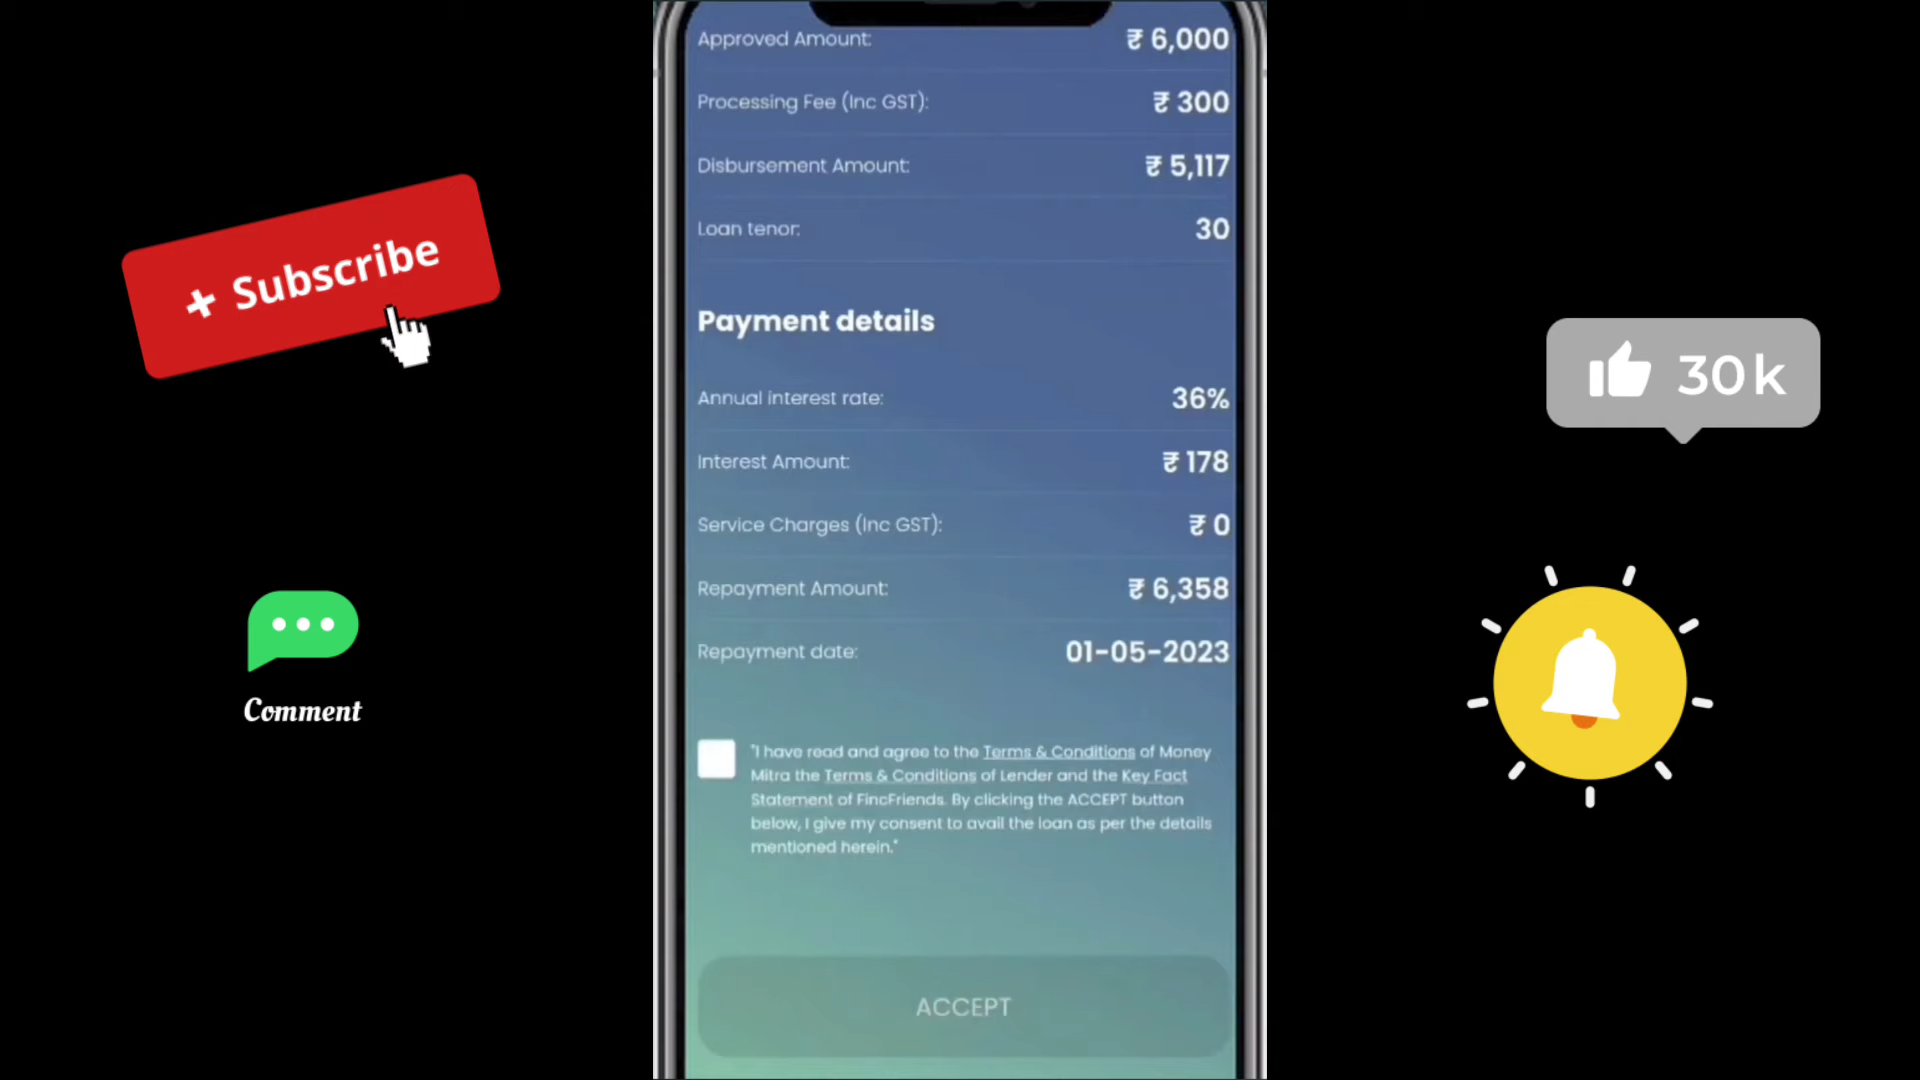 Approved Amount: ₹ 6,000
Processing Fee (Inc GST): ₹ 300
Disbursement Amount: ₹ 5,117
Loan tenor: 30
Payment details
Annual interest rate: 36%
Interest Amount: ₹ 178
Service Charges (Inc GST): ₹ 0
Repayment Amount: ₹ 6,358
Repayment date: 01-05-2023
"I have read and agree to the Terms & Conditions of Money
Mitra the Terms & Conditions of Lender and the Key Fact
Statement of FincFriends. By clicking the ACCEPT button
below, I give my consent to avail the loan as per the details
mentioned herein."
ACCEPT
+ Subscribe
Comment
30k